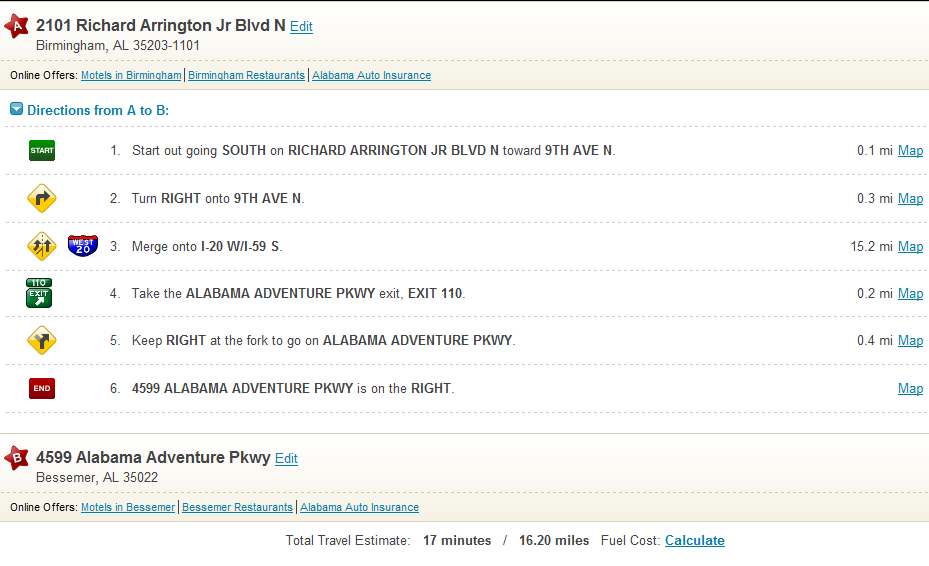 A 2101 Richard Arrington Jr Blvd N Edit
Birmingham, AL 35203-1101
Online Offers: Motels in Birmingham | Birmingham Restaurants | Alabama Auto Insurance
Directions from A to B:
START 1. Start out going SOUTH on RICHARD ARRINGTON JR BLVD N toward 9TH AVE N. 0.1 mi Map
2. Turn RIGHT onto 9TH AVE N. 0.3 mi Map
WEST 20 3. Merge onto I-20 W/I-59 S. 15.2 mi Map
110 EXIT 4. Take the ALABAMA ADVENTURE PKWY exit, EXIT 110. 0.2 mi Map
5. Keep RIGHT at the fork to go on ALABAMA ADVENTURE PKWY. 0.4 mi Map
END 6. 4599 ALABAMA ADVENTURE PKWY is on the RIGHT. Map
B 4599 Alabama Adventure Pkwy Edit
Bessemer, AL 35022
Online Offers: Motels in Bessemer | Bessemer Restaurants | Alabama Auto Insurance
Total Travel Estimate: 17 minutes / 16.20 miles Fuel Cost: Calculate